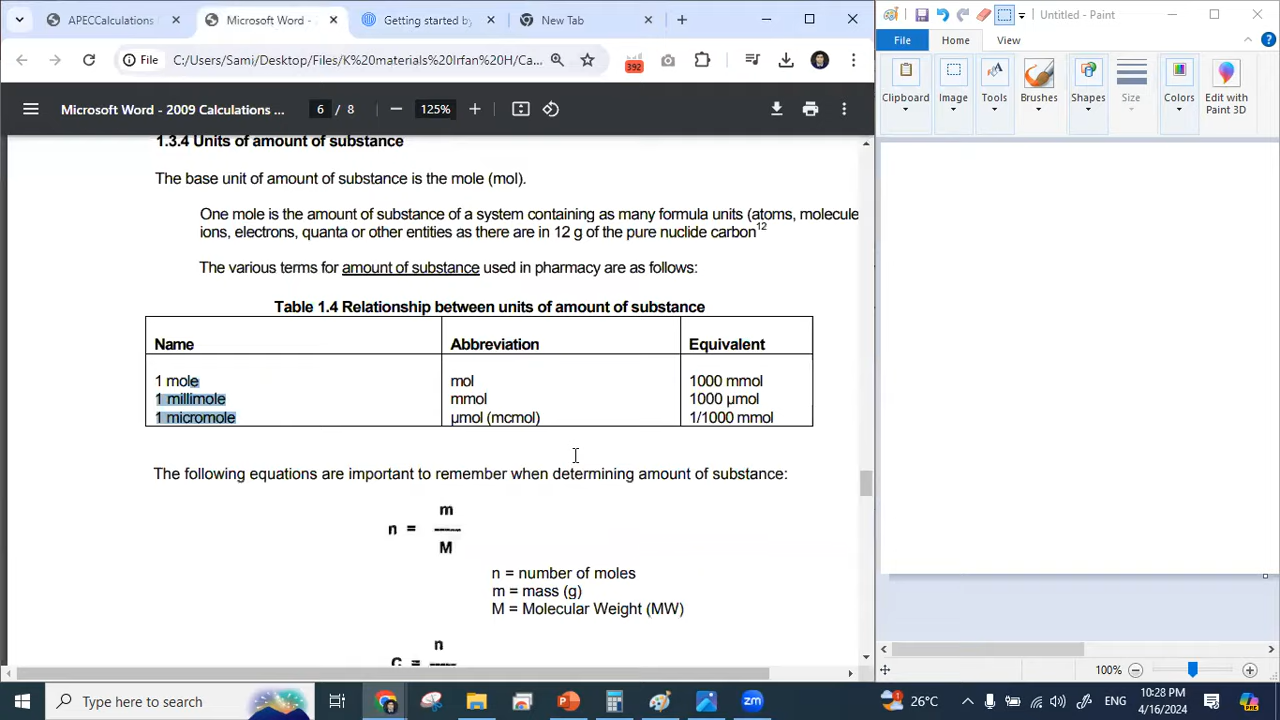 APECCalculations
Microsoft Word -
Getting started by
New Tab
Untitled - Paint
File
C:/Users/Sami/Desktop/Files/K%20materials%20Irfan%20H/Ca...
392
File
Home
View
Clipboard
Image
Tools
Brushes
Shapes
Size
Colors
Edit with
Paint 3D
Microsoft Word - 2009 Calculations ...
6 / 8
125%
1.3.4 Units of amount of substance
The base unit of amount of substance is the mole (mol).
One mole is the amount of substance of a system containing as many formula units (atoms, molecule
ions, electrons, quanta or other entities as there are in 12 g of the pure nuclide carbon12
The various terms for amount of substance used in pharmacy are as follows:
Table 1.4 Relationship between units of amount of substance
Name Abbreviation Equivalent
1 mole mol 1000 mmol
1 millimole mmol 1000 µmol
1 micromole µmol (mcmol) 1/1000 mmol
The following equations are important to remember when determining amount of substance:
m
n =
M
n = number of moles
m = mass (g)
M = Molecular Weight (MW)
n
C =
100%
Type here to search
zm
1
26°C
ENG
10:28 PM
4/16/2024
PRE